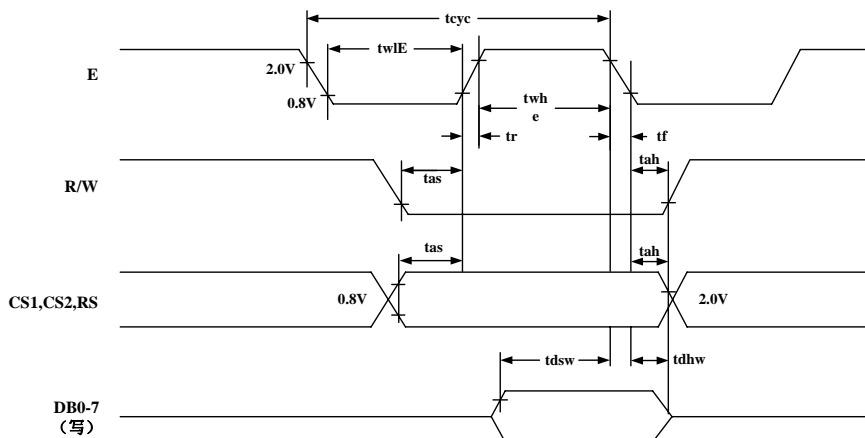 tcyc
twlE
E
2.0V
0.8V
twh
e
tr
tf
tas
tah
R/W
tas
tah
CS1,CS2,RS
0.8V
2.0V
tdsw
tdhw
DB0-7
（写）